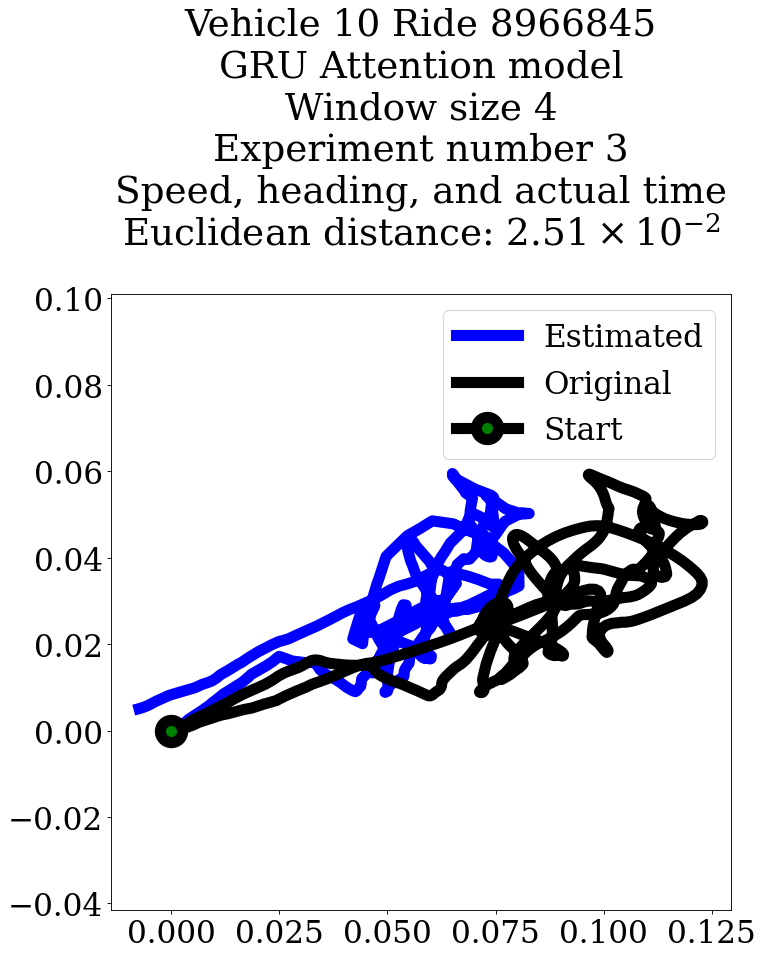 Vehicle 10 Ride 8966845
GRU Attention model
Window size 4
Experiment number 3
Speed, heading, and actual time
Euclidean distance: 2.51 × 10⁻²
Estimated
Original
Start
0.10
0.08
0.06
0.04
0.02
0.00
−0.02
−0.04
0.000 0.025 0.050 0.075 0.100 0.125